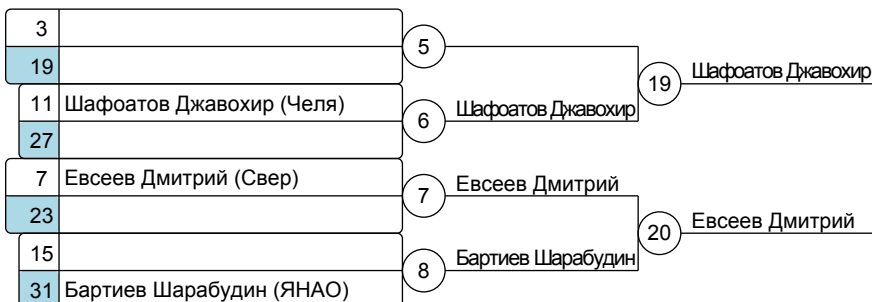 3
19
5
11 Шафоатов Джавохир (Челя)
27
6
Шафоатов Джавохир
19
Шафоатов Джавохир
7 Евсеев Дмитрий (Свер)
23
7
Евсеев Дмитрий
15
31 Бартиев Шарабудин (ЯНАО)
8
Бартиев Шарабудин
20
Евсеев Дмитрий